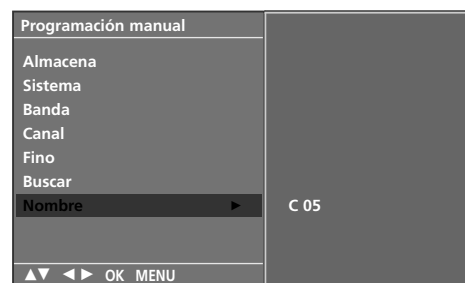 Programación manual
Almacena
Sistema
Banda
Canal
Fino
Buscar
Nombre ► C 05
▲▼ ◄► OK MENU